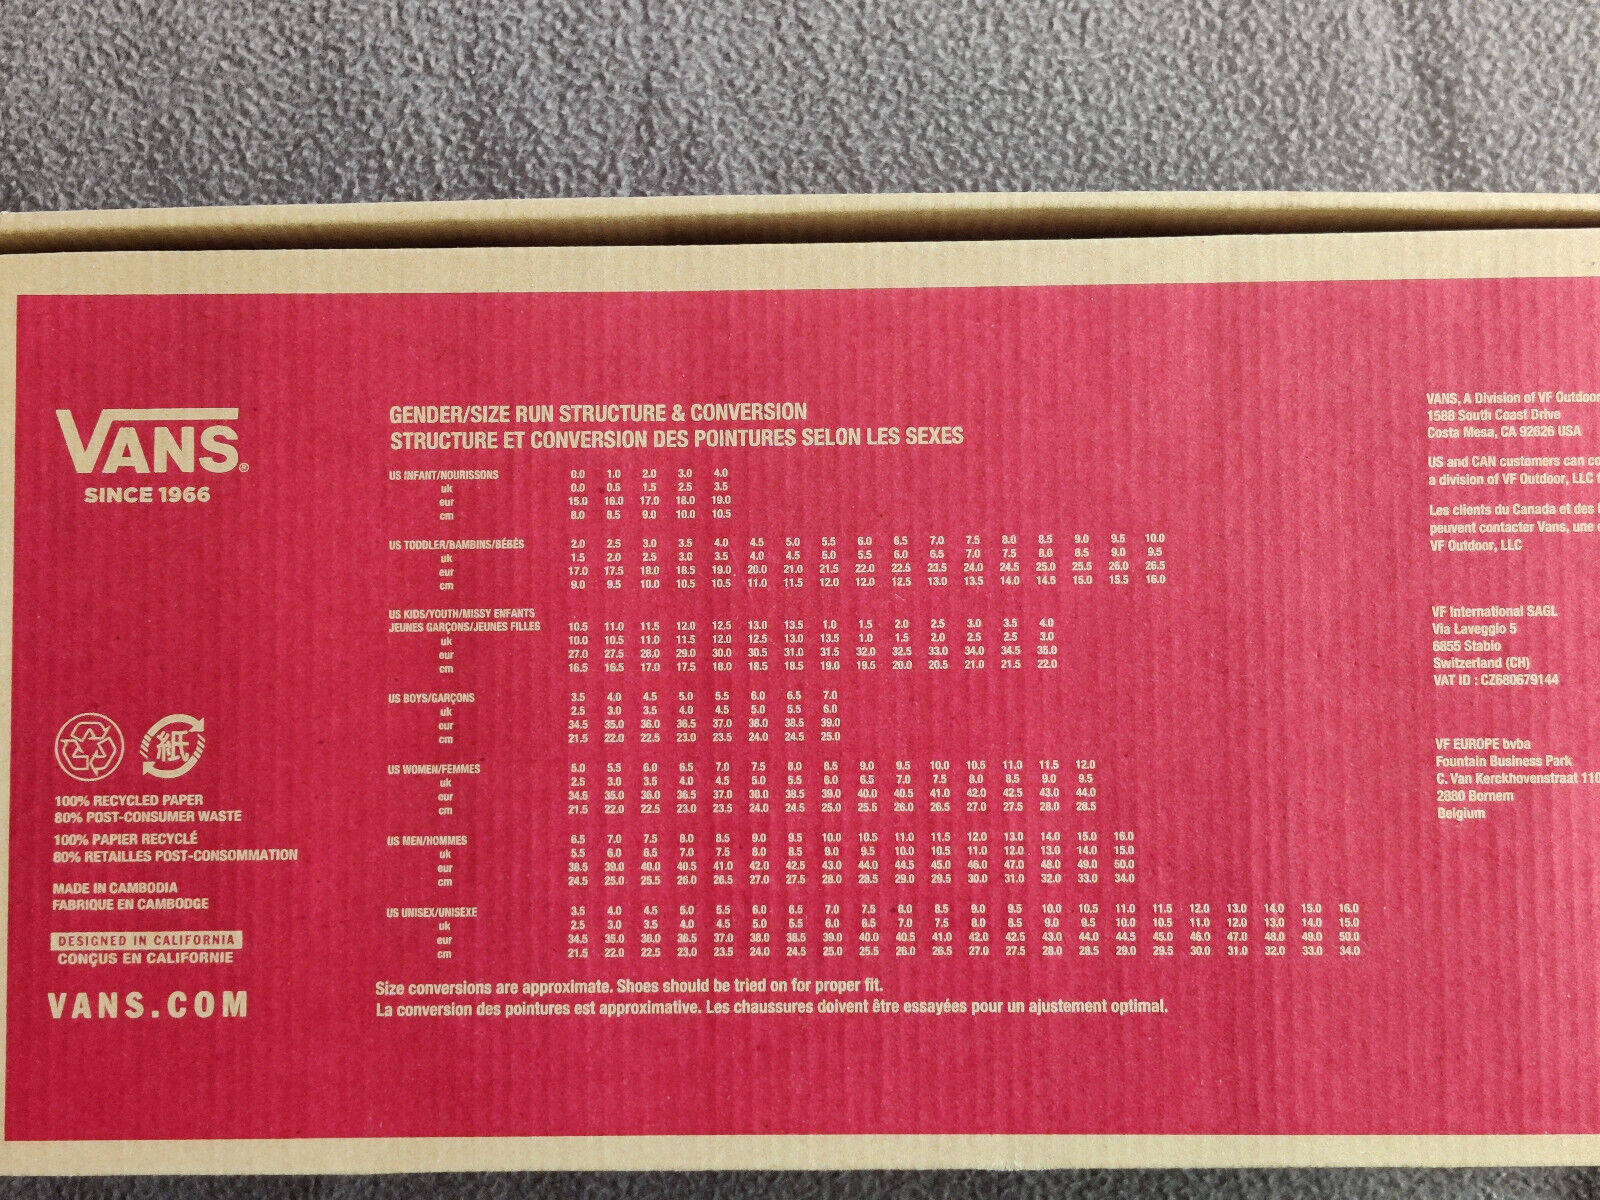 VANS®
SINCE 1966
紙
100% RECYCLED PAPER
80% POST-CONSUMER WASTE
100% PAPIER RECYCLÉ
80% RETAILLES POST-CONSOMMATION
MADE IN CAMBODIA
FABRIQUE EN CAMBODGE
DESIGNED IN CALIFORNIA
CONÇUS EN CALIFORNIE
VANS.COM
GENDER/SIZE RUN STRUCTURE & CONVERSION
STRUCTURE ET CONVERSION DES POINTURES SELON LES SEXES
US INFANT/NOURISSONS 0.0 1.0 2.0 3.0 4.0
uk 0.0 0.5 1.5 2.5 3.5
eur 15.0 16.0 17.0 18.0 19.0
cm 8.0 8.5 9.0 10.0 10.5
US TODDLER/BAMBINS/BÉBÉS 2.0 2.5 3.0 3.5 4.0 4.5 5.0 5.5 6.0 6.5 7.0 7.5 8.0 8.5 9.0 9.5 10.0
uk 1.5 2.0 2.5 3.0 3.5 4.0 4.5 5.0 5.5 6.0 6.5 7.0 7.5 8.0 8.5 9.0 9.5
eur 17.0 17.5 18.0 18.5 19.0 20.0 21.0 21.5 22.0 22.5 23.5 24.0 24.5 25.0 25.5 26.0 26.5
cm 9.0 9.5 10.0 10.5 10.5 11.0 11.5 12.0 12.0 12.5 13.0 13.5 14.0 14.5 15.0 15.5 16.0
US KIDS/YOUTH/MISSY ENFANTS
JEUNES GARÇONS/JEUNES FILLES 10.5 11.0 11.5 12.0 12.5 13.0 13.5 1.0 1.5 2.0 2.5 3.0 3.5 4.0
uk 10.0 10.5 11.0 11.5 12.0 12.5 13.0 13.5 1.0 1.5 2.0 2.5 2.5 3.0
eur 27.0 27.5 28.0 29.0 30.0 30.5 31.0 31.5 32.0 32.5 33.0 34.0 34.5 35.0
cm 16.5 16.5 17.0 17.5 18.0 18.5 18.5 19.0 19.5 20.0 20.5 21.0 21.5 22.0
US BOYS/GARÇONS 3.5 4.0 4.5 5.0 5.5 6.0 6.5 7.0
uk 2.5 3.0 3.5 4.0 4.5 5.0 5.5 6.0
eur 34.5 35.0 36.0 36.5 37.0 38.0 38.5 39.0
cm 21.5 22.0 22.5 23.0 23.5 24.0 24.5 25.0
US WOMEN/FEMMES 5.0 5.5 6.0 6.5 7.0 7.5 8.0 8.5 9.0 9.5 10.0 10.5 11.0 11.5 12.0
uk 2.5 3.0 3.5 4.0 4.5 5.0 5.5 6.0 6.5 7.0 7.5 8.0 8.5 9.0 9.5
eur 34.5 35.0 36.0 36.5 37.0 38.0 38.5 39.0 40.0 40.5 41.0 42.0 42.5 43.0 44.0
cm 21.5 22.0 22.5 23.0 23.5 24.0 24.5 25.0 25.5 26.0 26.5 27.0 27.5 28.0 28.5
US MEN/HOMMES 6.5 7.0 7.5 8.0 8.5 9.0 9.5 10.0 10.5 11.0 11.5 12.0 13.0 14.0 15.0 16.0
uk 5.5 6.0 6.5 7.0 7.5 8.0 8.5 9.0 9.5 10.0 10.5 11.0 12.0 13.0 14.0 15.0
eur 38.5 39.0 40.0 40.5 41.0 42.0 42.5 43.0 44.0 44.5 45.0 46.0 47.0 48.0 49.0 50.0
cm 24.5 25.0 25.5 26.0 26.5 27.0 27.5 28.0 28.5 29.0 29.5 30.0 31.0 32.0 33.0 34.0
US UNISEX/UNISEXE 3.5 4.0 4.5 5.0 5.5 6.0 6.5 7.0 7.5 8.0 8.5 9.0 9.5 10.0 10.5 11.0 11.5 12.0 13.0 14.0 15.0 16.0
uk 2.5 3.0 3.5 4.0 4.5 5.0 5.5 6.0 6.5 7.0 7.5 8.0 8.5 9.0 9.5 10.0 10.5 11.0 12.0 13.0 14.0 15.0
eur 34.5 35.0 36.0 36.5 37.0 38.0 38.5 39.0 40.0 40.5 41.0 42.0 42.5 43.0 44.0 44.5 45.0 46.0 47.0 48.0 49.0 50.0
cm 21.5 22.0 22.5 23.0 23.5 24.0 24.5 25.0 25.5 26.0 26.5 27.0 27.5 28.0 28.5 29.0 29.5 30.0 31.0 32.0 33.0 34.0
Size conversions are approximate. Shoes should be tried on for proper fit.
La conversion des pointures est approximative. Les chaussures doivent être essayées pour un ajustement optimal.
VANS, A Division of VF Outdoor
1588 South Coast Drive
Costa Mesa, CA 92626 USA
US and CAN customers can co
a division of VF Outdoor, LLC
Les clients du Canada et des
peuvent contacter Vans, une
VF Outdoor, LLC
VF International SAGL
Via Laveggio 5
6855 Stabio
Switzerland (CH)
VAT ID : CZ680679144
VF EUROPE bvba
Fountain Business Park
C. Van Kerckhovenstraat 110
2880 Bornem
Belgium